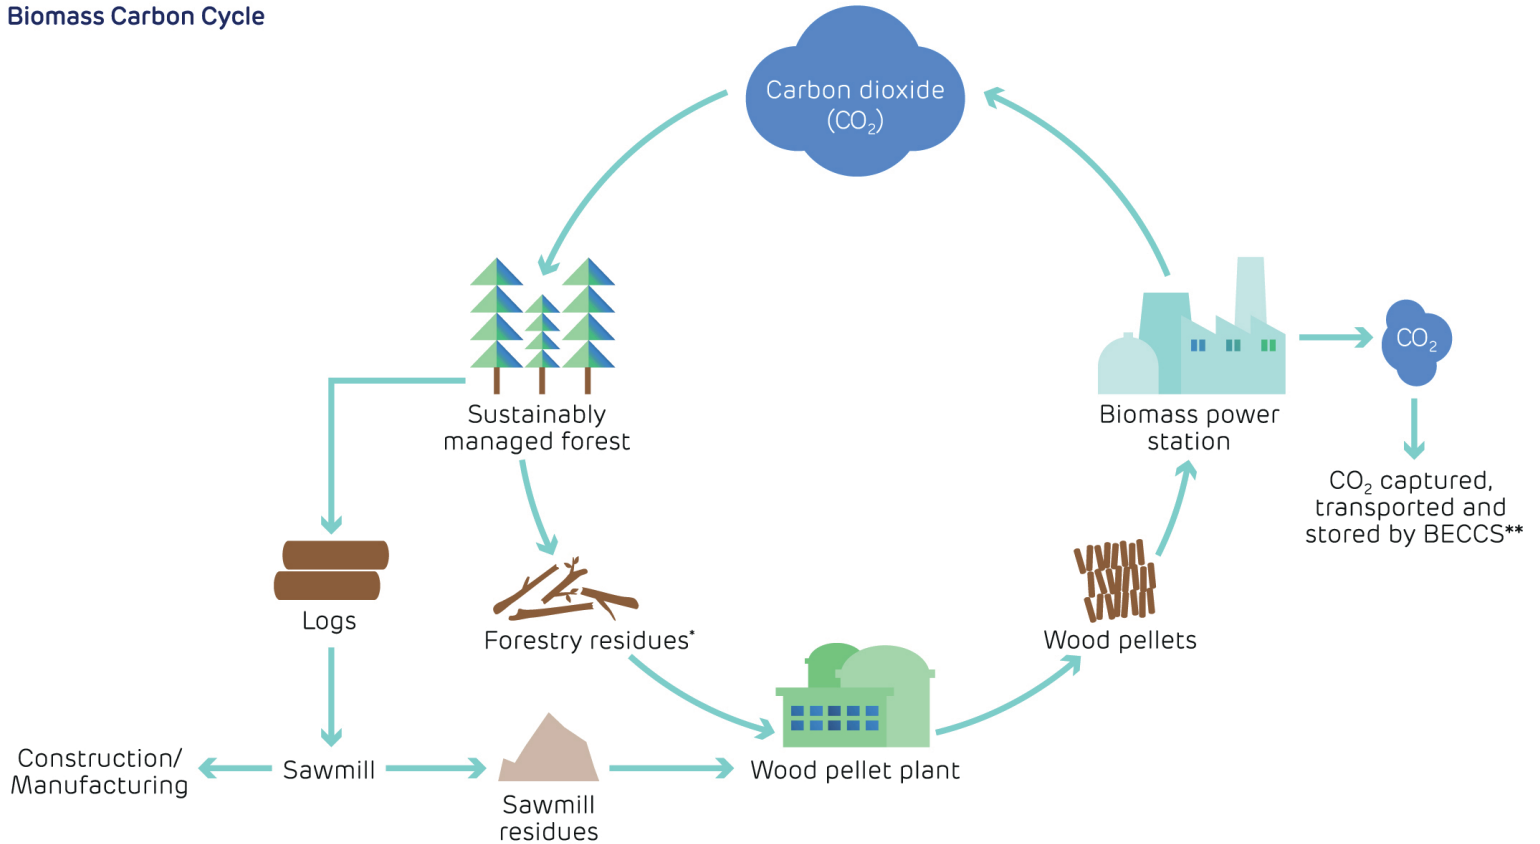 Biomass Carbon Cycle
Carbon dioxide
(CO₂)
Sustainably
managed forest
Biomass power
station
CO₂
CO₂ captured,
transported and
stored by BECCS**
Logs
Forestry residues*
Wood pellets
Construction/
Manufacturing
Sawmill
Sawmill
residues
Wood pellet plant